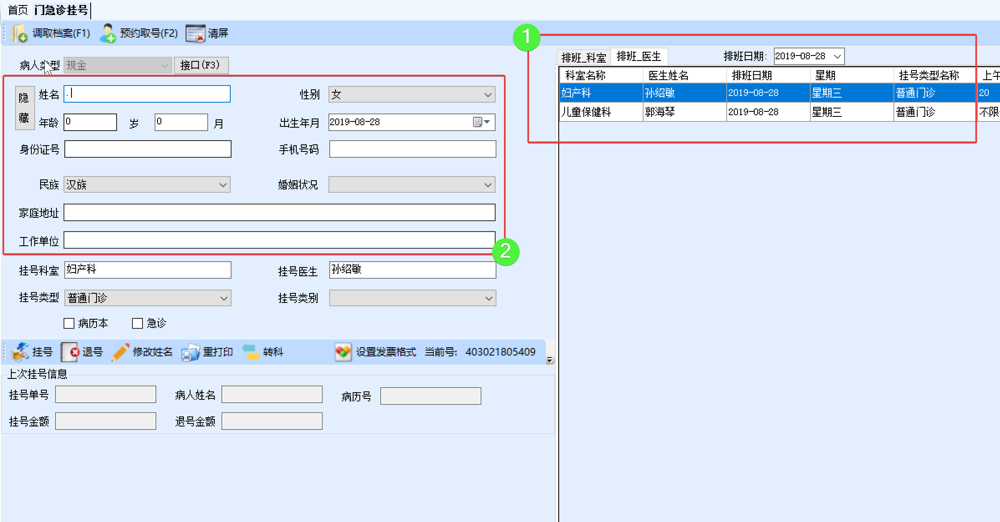 首页 门急诊挂号
调取档案(F1) 预约取号(F2) 清屏
病人类型 现金 接口(F3)
隐藏
姓名 . 性别 女
年龄 0 岁 0 月 出生年月 2019-08-28
身份证号 手机号码
民族 汉族 婚姻状况
家庭地址
工作单位
2
挂号科室 妇产科 挂号医生 孙绍敏
挂号类型 普通门诊 挂号类别
病历本 急诊
挂号 退号 修改姓名 重打印 转科 设置发票格式 当前号: 403021805409
上次挂号信息
挂号单号 病人姓名 病历号
挂号金额 退号金额
1
排班_科室 排班_医生 排班日期: 2019-08-28
科室名称 医生姓名 排班日期 星期 挂号类型名称 上午
妇产科 孙绍敏 2019-08-28 星期三 普通门诊 20
儿童保健科 郭海琴 2019-08-28 星期三 普通门诊 不限